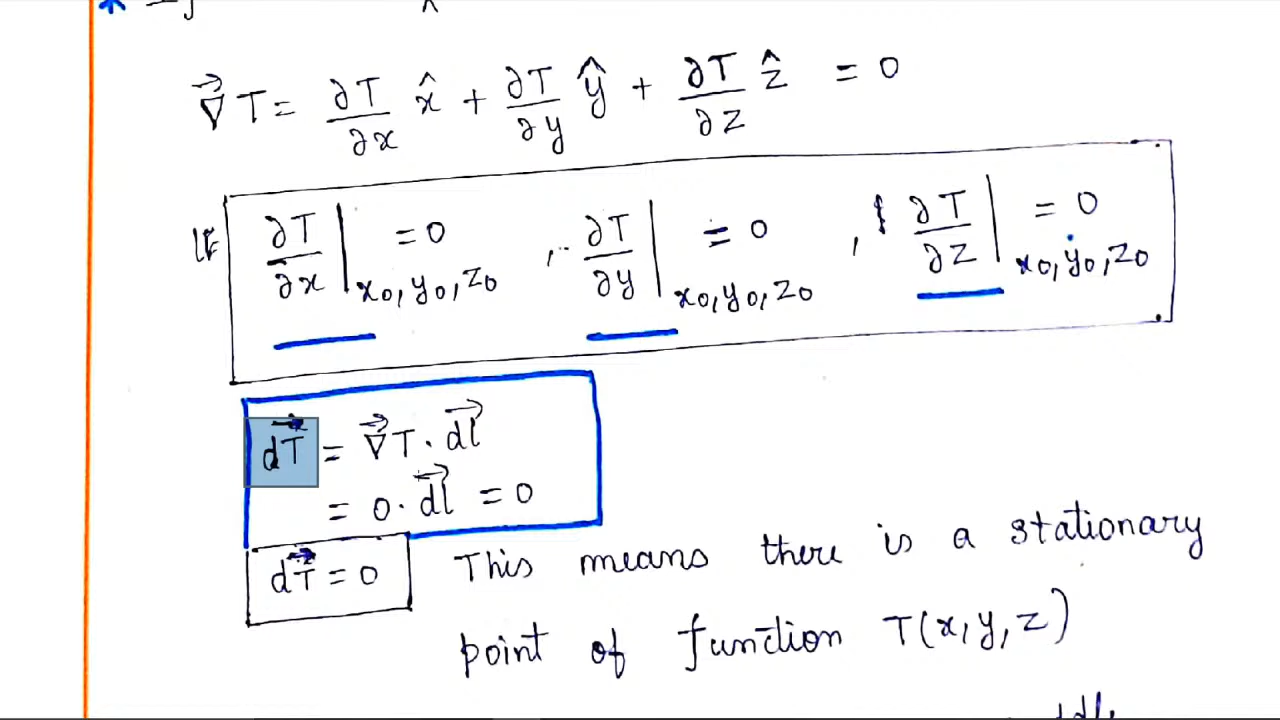 ∇⃗T = ∂T/∂x x̂ + ∂T/∂y ŷ + ∂T/∂z ẑ = 0
IF ∂T/∂x |x0,y0,z0 = 0 , ∂T/∂y |x0,y0,z0 = 0 , ∂T/∂z |x0,y0,z0 = 0
dT⃗ = ∇⃗T · dl⃗
= 0 · dl⃗ = 0
dT⃗ = 0 This means there is a stationary
point of function T(x,y,z)